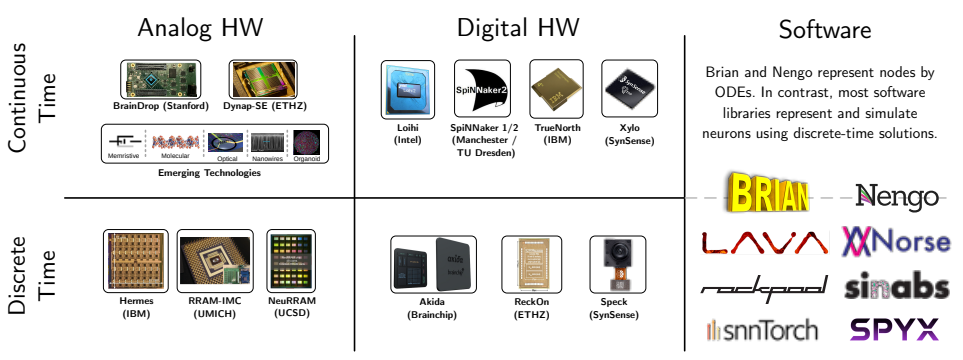 Analog HW
Digital HW
Software
Continuous
Time
BrainDrop (Stanford)
Dynap-SE (ETHZ)
Memristive
Molecular
Optical
Nanowires
Organoid
Emerging Technologies
Loihi
(Intel)
SpiNNaker2
SpiNNaker 1/2
(Manchester /
TU Dresden)
IBM
TrueNorth
(IBM)
SynSense
Xylo
(SynSense)
Brian and Nengo represent nodes by
ODEs. In contrast, most software
libraries represent and simulate
neurons using discrete-time solutions.
BRIAN
Nengo
Discrete
Time
Hermes
(IBM)
RRAM-IMC
(UMICH)
NeuRRAM
(UCSD)
akida
Akida
(Brainchip)
ReckOn
(ETHZ)
Speck
(SynSense)
LAVA
Norse
rockpool
sinabs
snnTorch
SPYX